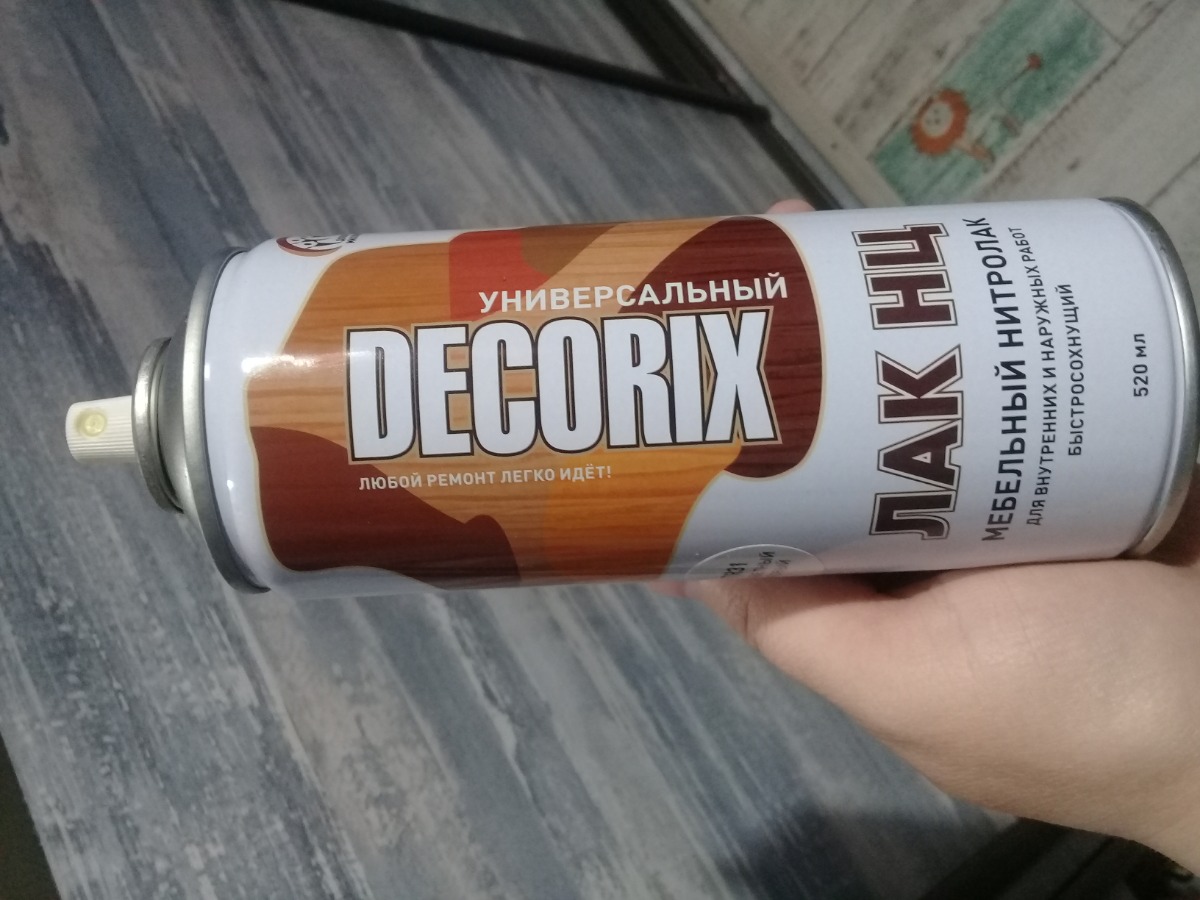 УНИВЕРСАЛЬНЫЙ
DECORIX
ЛЮБОЙ РЕМОНТ ЛЕГКО ИДЁТ!
ЛАК НЦ
МЕБЕЛЬНЫЙ НИТРОЛАК
ДЛЯ ВНУТРЕННИХ И НАРУЖНЫХ РАБОТ
БЫСТРОСОХНУЩИЙ
520 мл